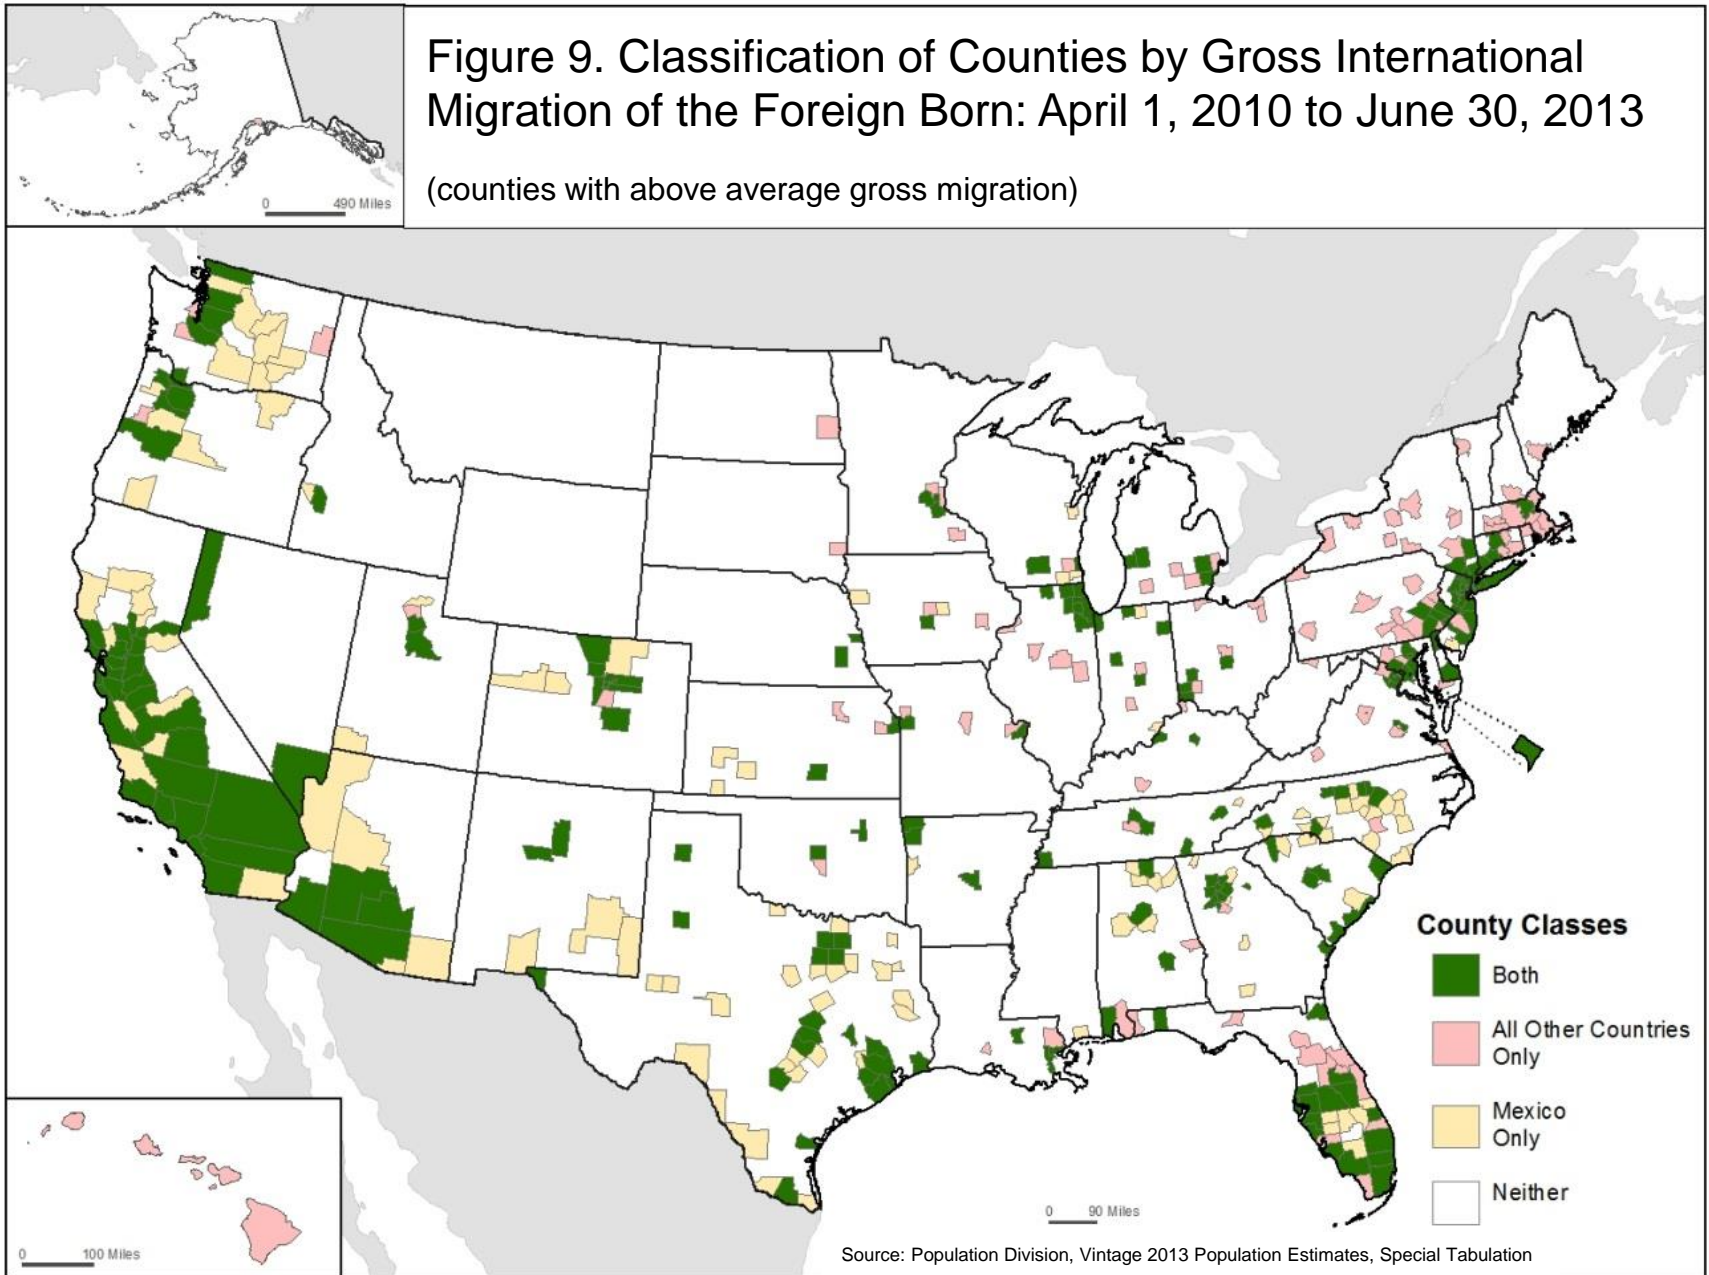 Figure 9. Classification of Counties by Gross International
Migration of the Foreign Born: April 1, 2010 to June 30, 2013
(counties with above average gross migration)
0 490 Miles
County Classes
Both
All Other Countries
Only
Mexico
Only
Neither
0 90 Miles
0 100 Miles
Source: Population Division, Vintage 2013 Population Estimates, Special Tabulation